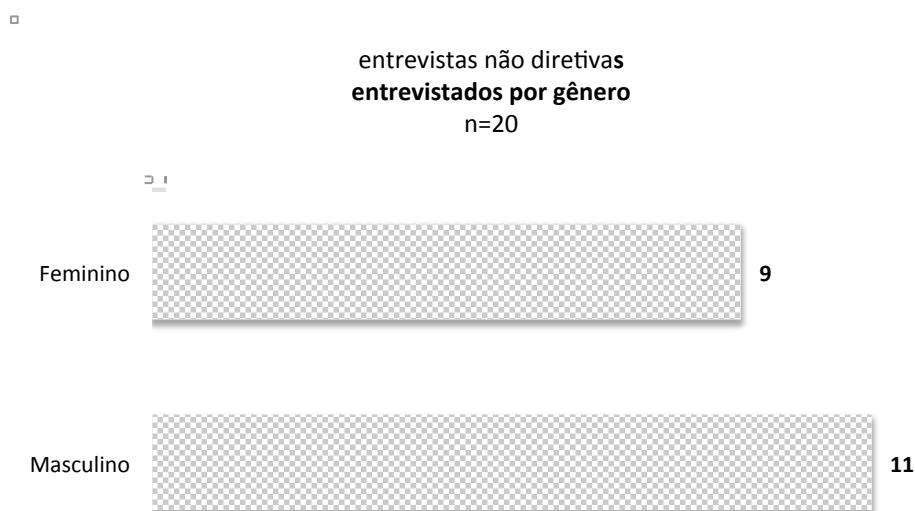 entrevistas não diretivas
entrevistados por gênero
n=20
Feminino 9
Masculino 11